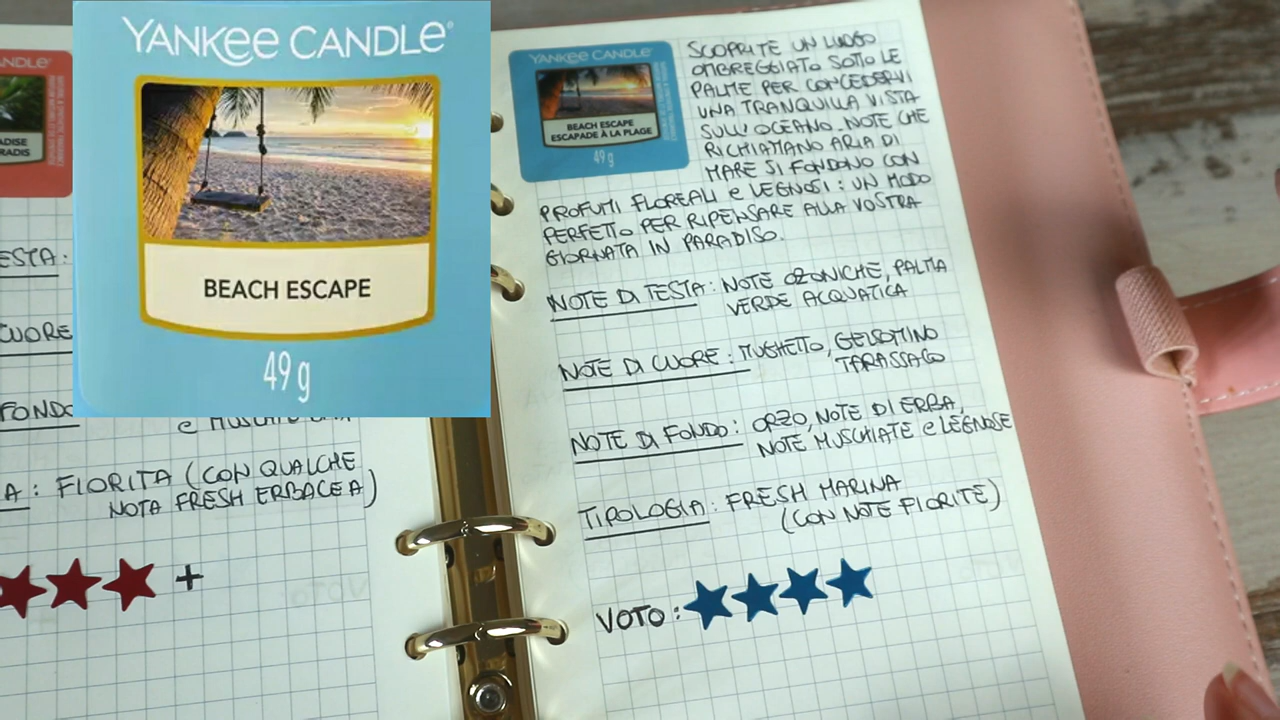 YANKEE CANDLE®
BEACH ESCAPE
49 g
NDLE®
ADISE
RADIS
ESTA:
CUORE
FONDO
e
A: FIORITA (CON QUALCHE
NOTA FRESH ERBACEA)
+
YANKEE CANDLE
BEACH ESCAPE
ESCAPADE À LA PLAGE
49 g
SCOPRITE UN LUOGO
OMBREGGIATO SOTTO LE
PALME PER CONCEDERVI
UNA TRANQUILLA VISTA
SULL'OCEANO. NOTE CHE
RICHIAMANO ARIA DI
MARE SI FONDONO CON
PROFUMI FLOREALI e LEGNOSI: UN MODO
PERFETTO PER RIPENSARE ALLA VOSTRA
GIORNATA IN PARADISO.
NOTE DI TESTA: NOTE OZONICHE, PALMA
VERDE ACQUATICA
NOTE DI CUORE: MUGHETTO, GELSOMINO
TARASSACO
NOTE DI FONDO: ORZO, NOTE DI ERBA,
NOTE MUSCHIATE e LEGNOSE
TIPOLOGIA: FRESH MARINA
(CON NOTE FIORITE)
VOTO: